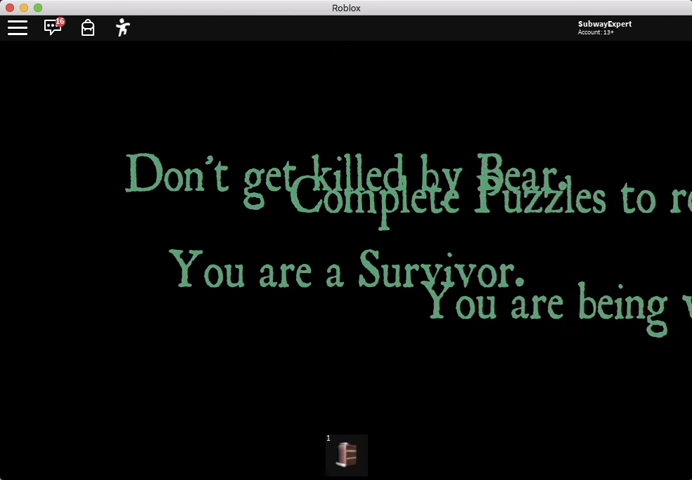 Roblox
16
SubwayExpert
Account: 13+
Don't get killed by Bear.
Complete Puzzles to
You are a Survivor.
You are being
1